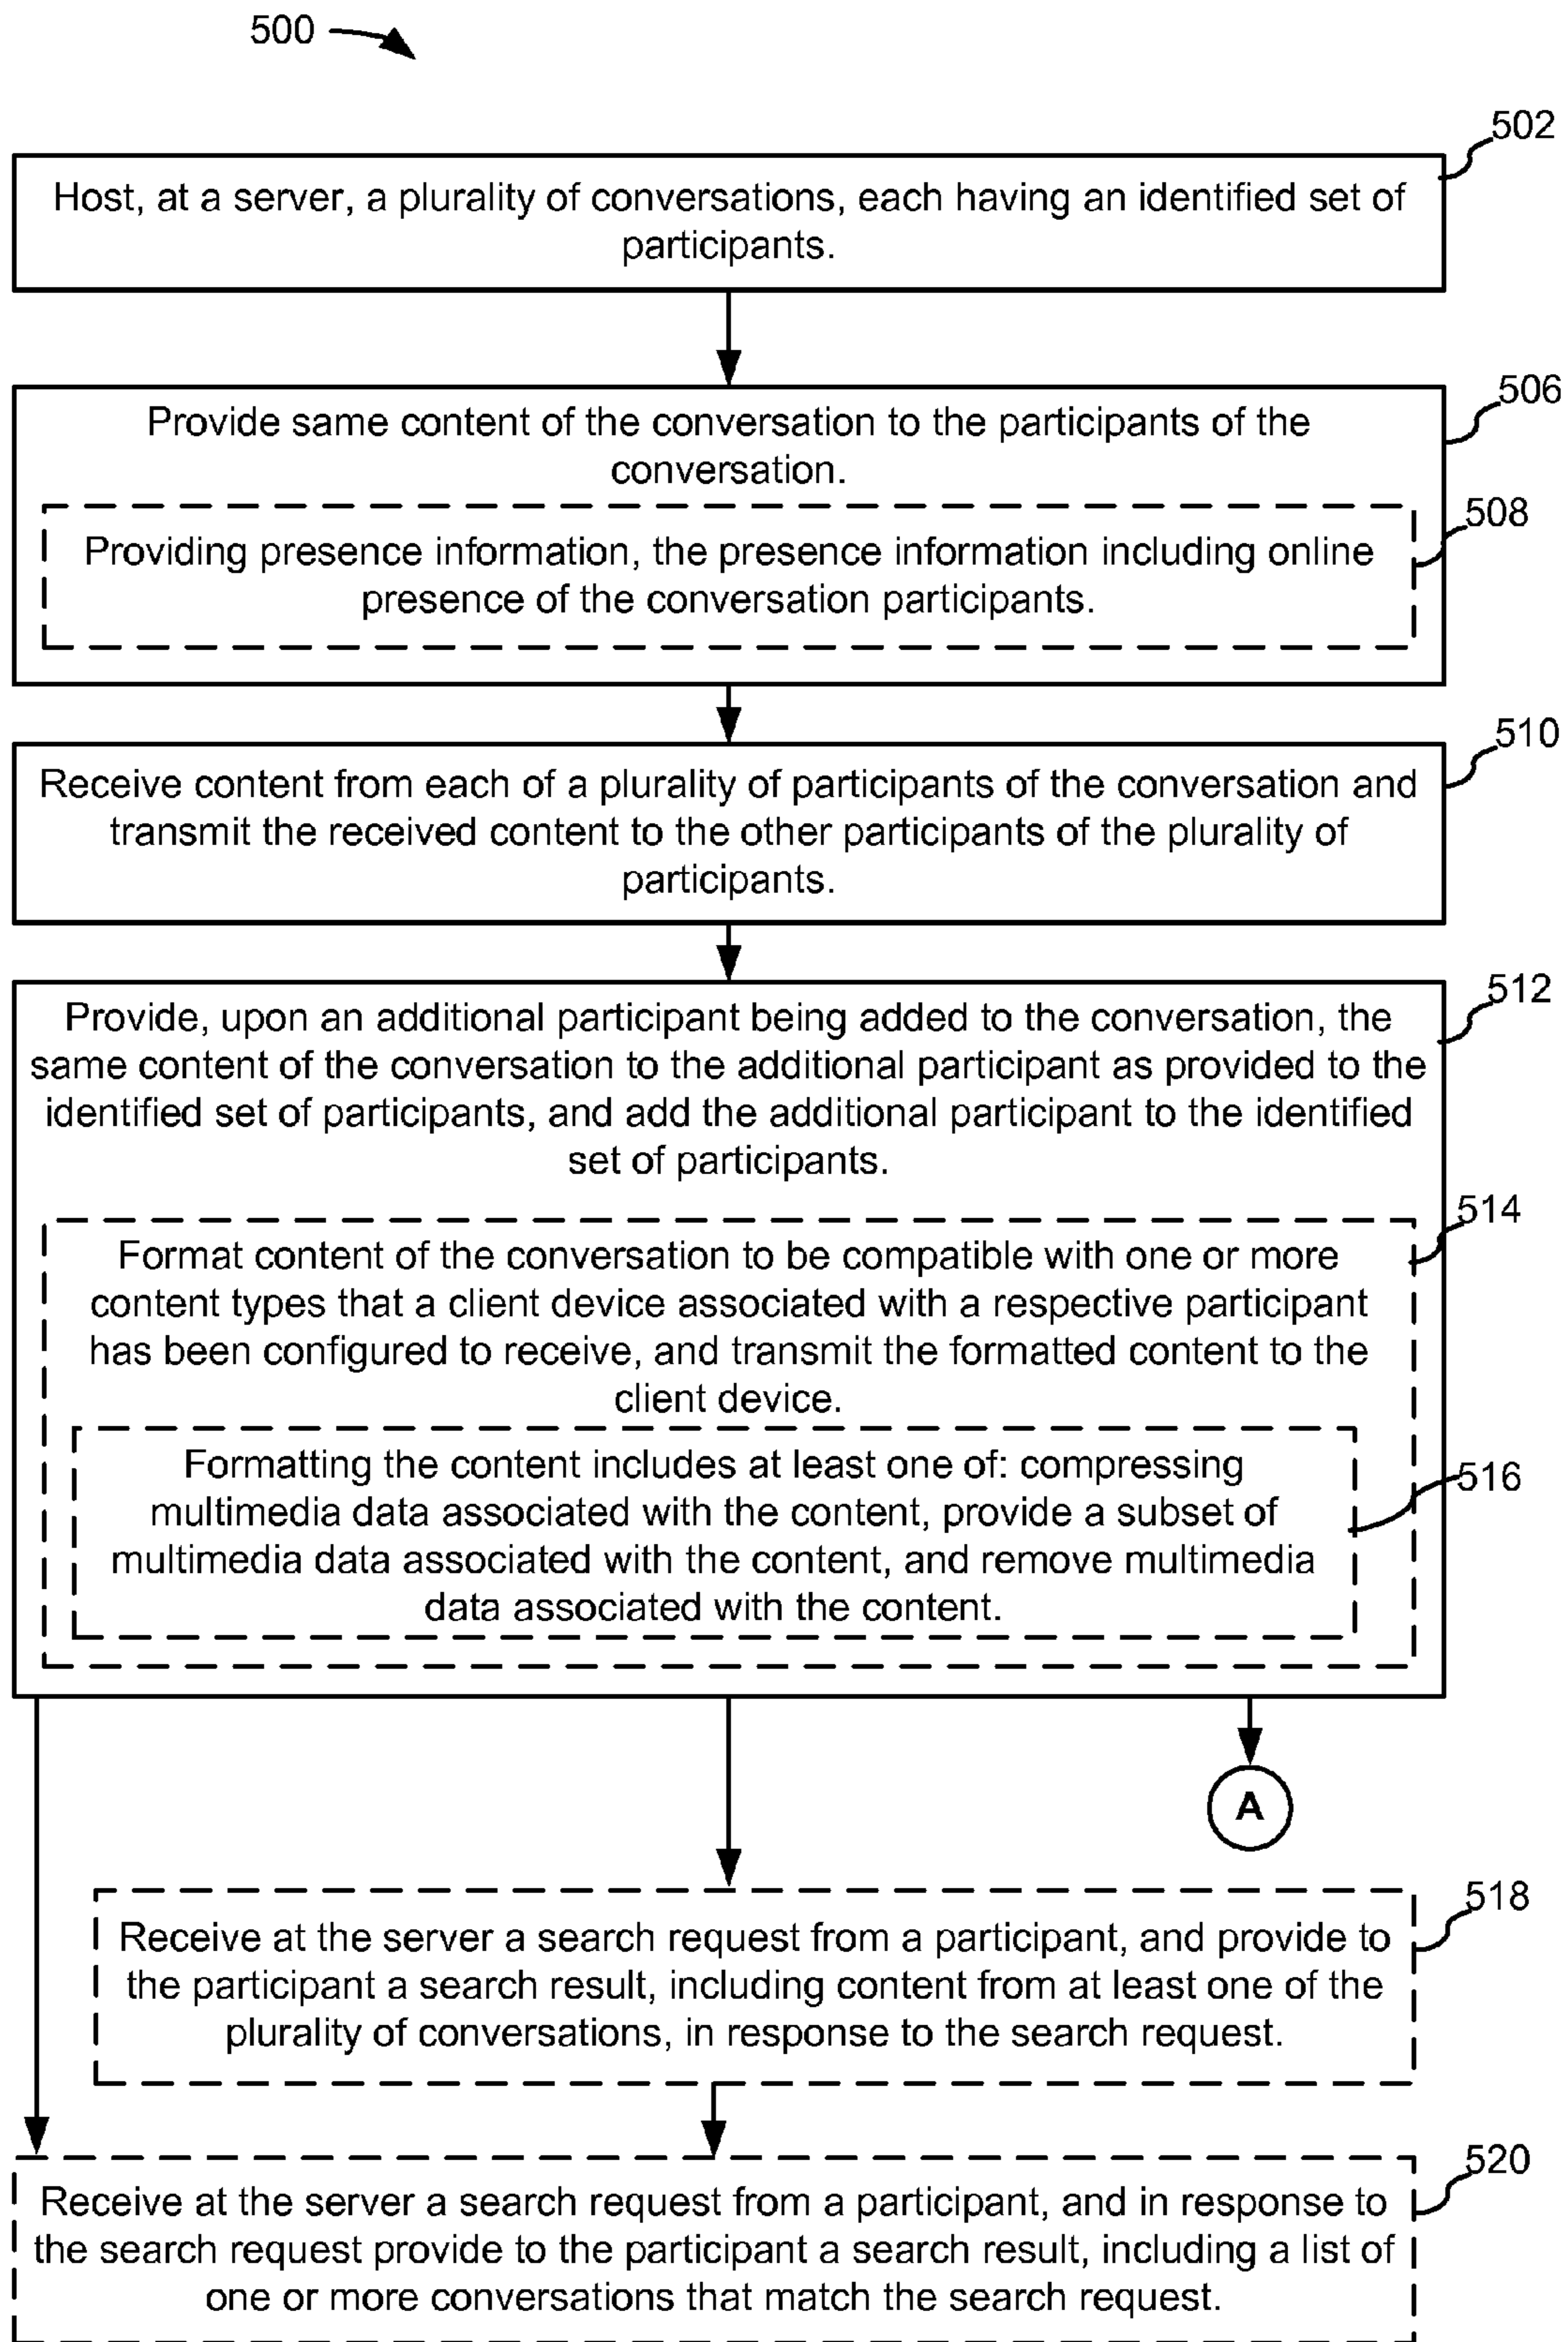 500
502
Host, at a server, a plurality of conversations, each having an identified set of
participants.
506
Provide same content of the conversation to the participants of the
conversation.
508
Providing presence information, the presence information including online
presence of the conversation participants.
510
Receive content from each of a plurality of participants of the conversation and
transmit the received content to the other participants of the plurality of
participants.
512
Provide, upon an additional participant being added to the conversation, the
same content of the conversation to the additional participant as provided to the
identified set of participants, and add the additional participant to the identified
set of participants.
514
Format content of the conversation to be compatible with one or more
content types that a client device associated with a respective participant
has been configured to receive, and transmit the formatted content to the
client device.
516
Formatting the content includes at least one of: compressing
multimedia data associated with the content, provide a subset of
multimedia data associated with the content, and remove multimedia
data associated with the content.
A
518
Receive at the server a search request from a participant, and provide to
the participant a search result, including content from at least one of the
plurality of conversations, in response to the search request.
520
Receive at the server a search request from a participant, and in response to
the search request provide to the participant a search result, including a list of
one or more conversations that match the search request.